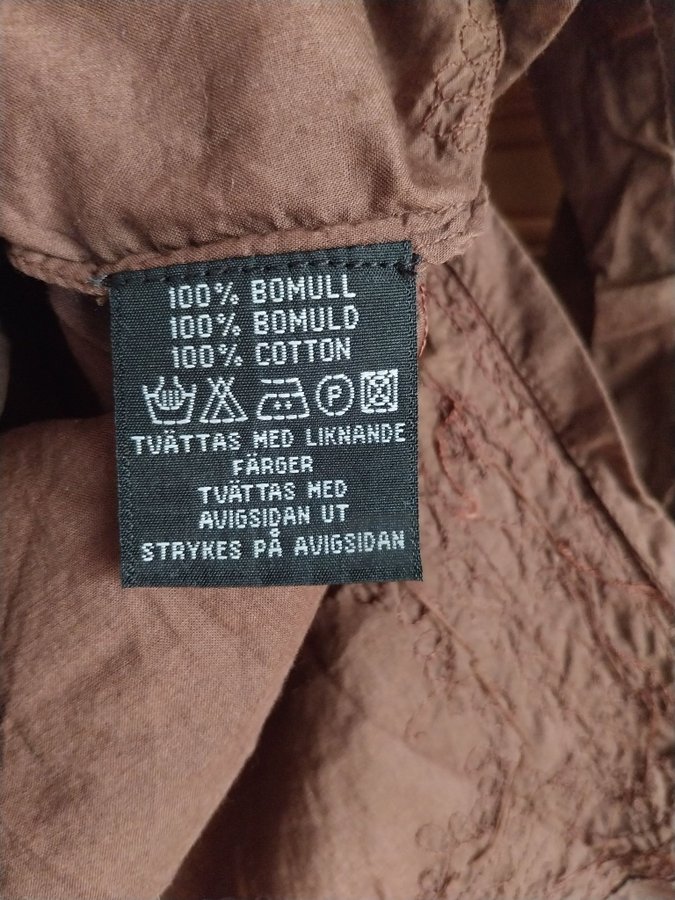 100% BOMULL
100% BOMULD
100% COTTON
P
TVÄTTAS MED LIKNANDE
FÄRGER
TVÄTTAS MED
AVIGSIDAN UT
STRYKES PÅ AVIGSIDAN